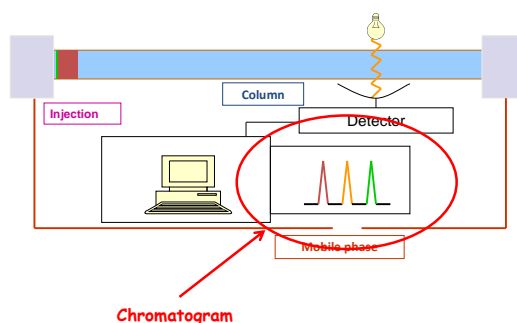 Column
Injection
Detector
Mobile phase
Chromatogram